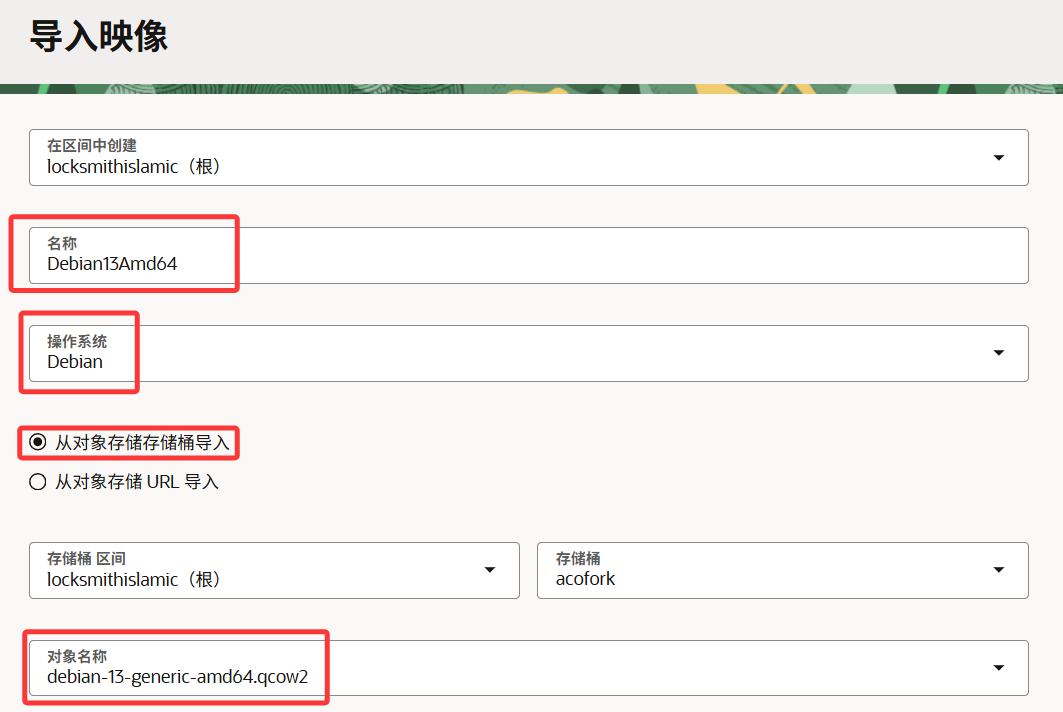 导入映像
在区间中创建
locksmithislamic（根）
名称
Debian13Amd64
操作系统
Debian
从对象存储存储桶导入
从对象存储 URL 导入
存储桶 区间
locksmithislamic（根）
存储桶
acofork
对象名称
debian-13-generic-amd64.qcow2